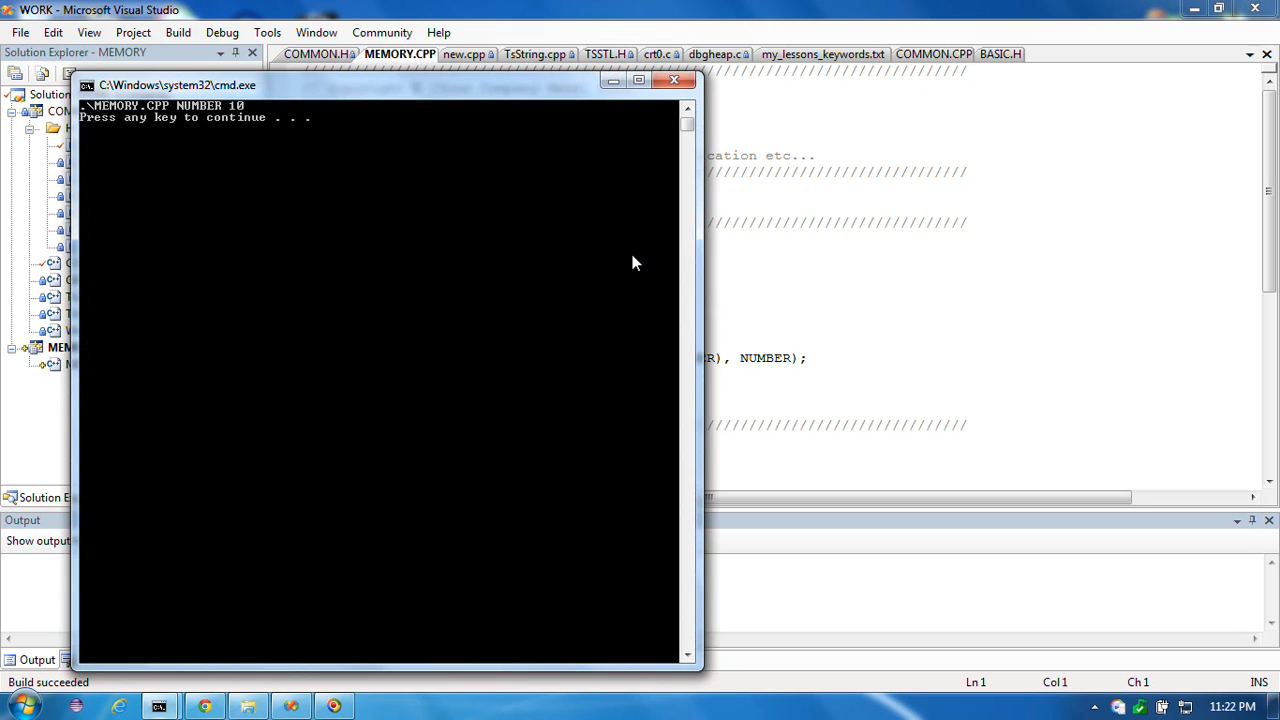 WORK - Microsoft Visual Studio
File Edit View Project Build Debug Tools Window Community Help
Solution Explorer - MEMORY
COMMON.H MEMORY.CPP new.cpp TsString.cpp TSSTL.H crt0.c dbgheap.c my_lessons_keywords.txt COMMON.CPP BASIC.H
C:\Windows\system32\cmd.exe
.\MEMORY.CPP NUMBER 10
Press any key to continue . . .
cation etc...
//////////////////////////////
//////////////////////////////
R), NUMBER);
//////////////////////////////
Solution Ex
Output
Show output
Output
Build succeeded Ln 1 Col 1 Ch 1 INS
11:22 PM